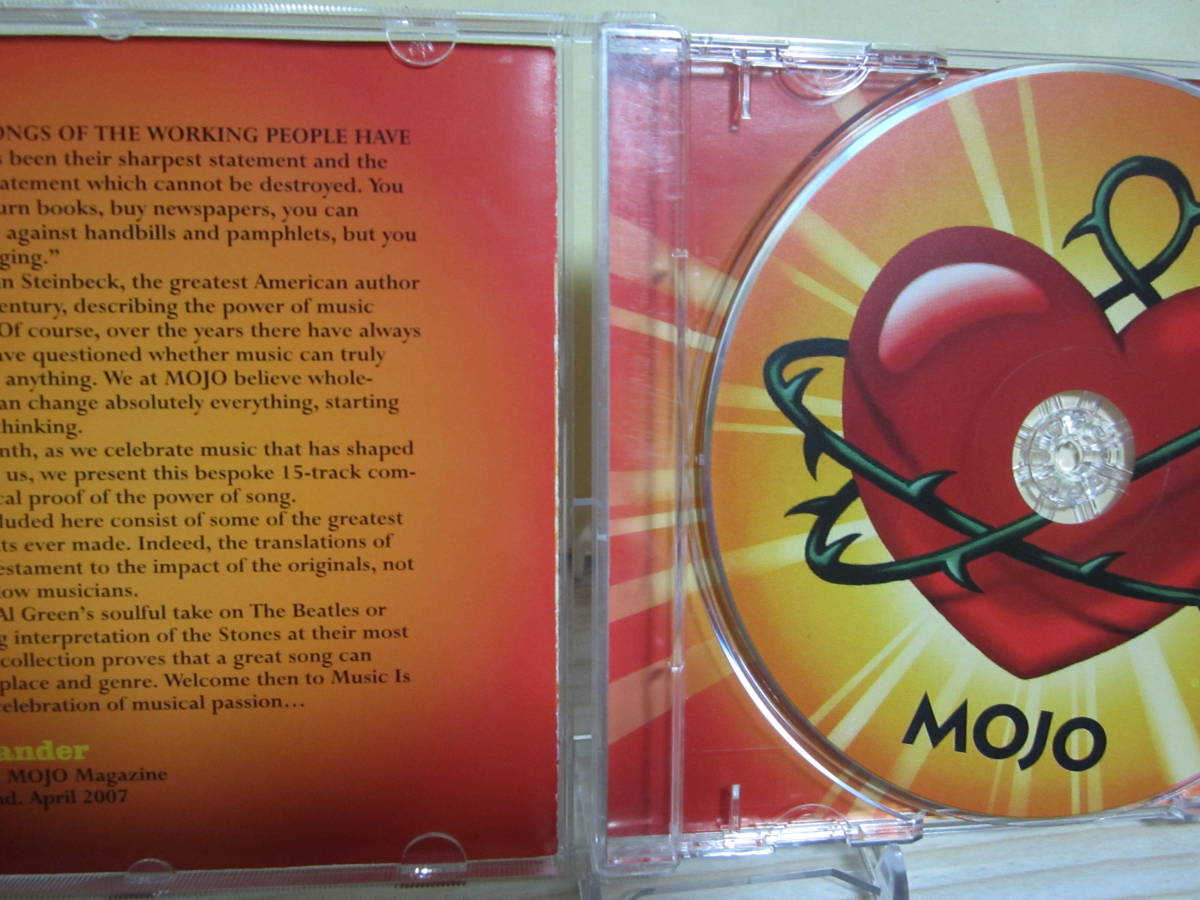 ONGS OF THE WORKING PEOPLE HAVE
been their sharpest statement and the
atement which cannot be destroyed. You
urn books, buy newspapers, you can
against handbills and pamphlets, but you
ging.”
n Steinbeck, the greatest American author
entury, describing the power of music
Of course, over the years there have always
ave questioned whether music can truly
anything. We at MOJO believe whole-
an change absolutely everything, starting
thinking.
nth, as we celebrate music that has shaped
us, we present this bespoke 15-track com-
cal proof of the power of song.
luded here consist of some of the greatest
ts ever made. Indeed, the translations of
estament to the impact of the originals, not
low musicians.
Al Green’s soulful take on The Beatles or
g interpretation of the Stones at their most
collection proves that a great song can
place and genre. Welcome then to Music Is
celebration of musical passion…
ander
MOJO Magazine
nd. April 2007
MOJO